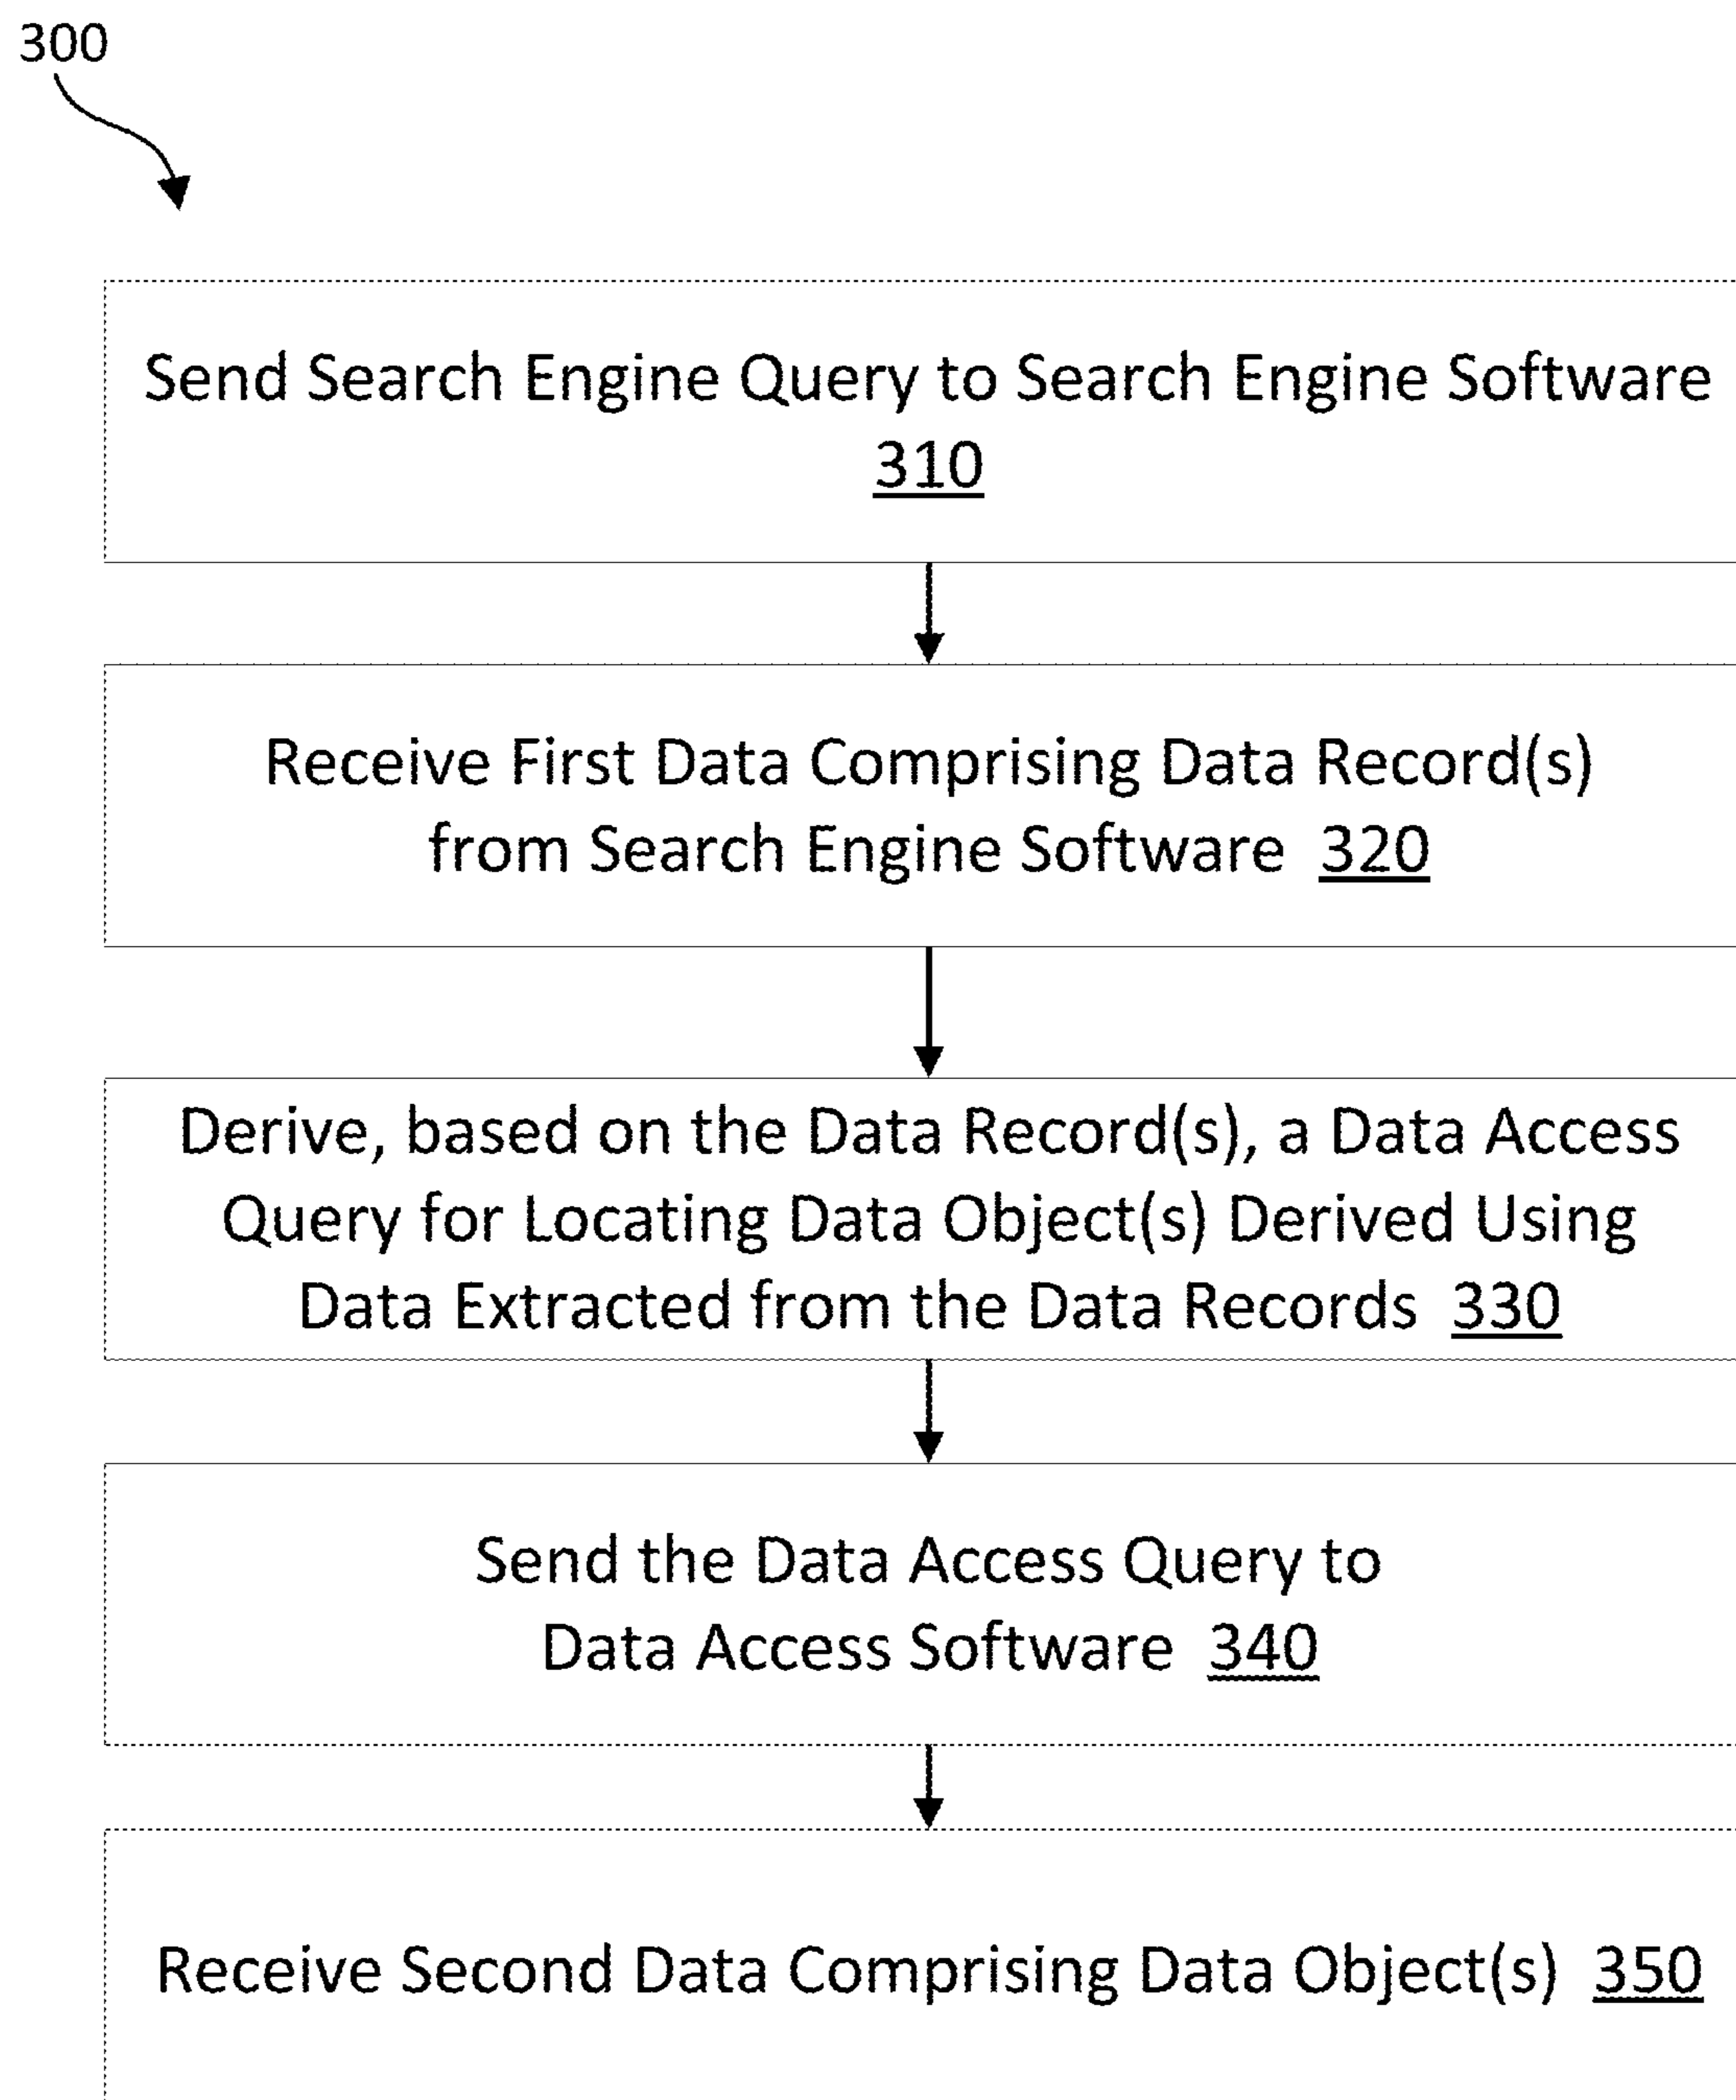 300
Send Search Engine Query to Search Engine Software
310
Receive First Data Comprising Data Record(s)
from Search Engine Software 320
Derive, based on the Data Record(s), a Data Access
Query for Locating Data Object(s) Derived Using
Data Extracted from the Data Records 330
Send the Data Access Query to
Data Access Software 340
Receive Second Data Comprising Data Object(s) 350